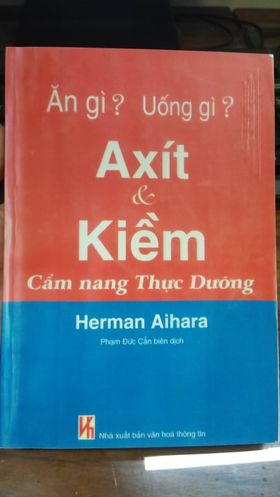 Ăn gì? Uống gì?
Axít
&
Kiềm
Cẩm nang Thực Dưỡng
Herman Aihara
Phạm Đức Cẩn biên dịch
Nhà xuất bản văn hoá thông tin